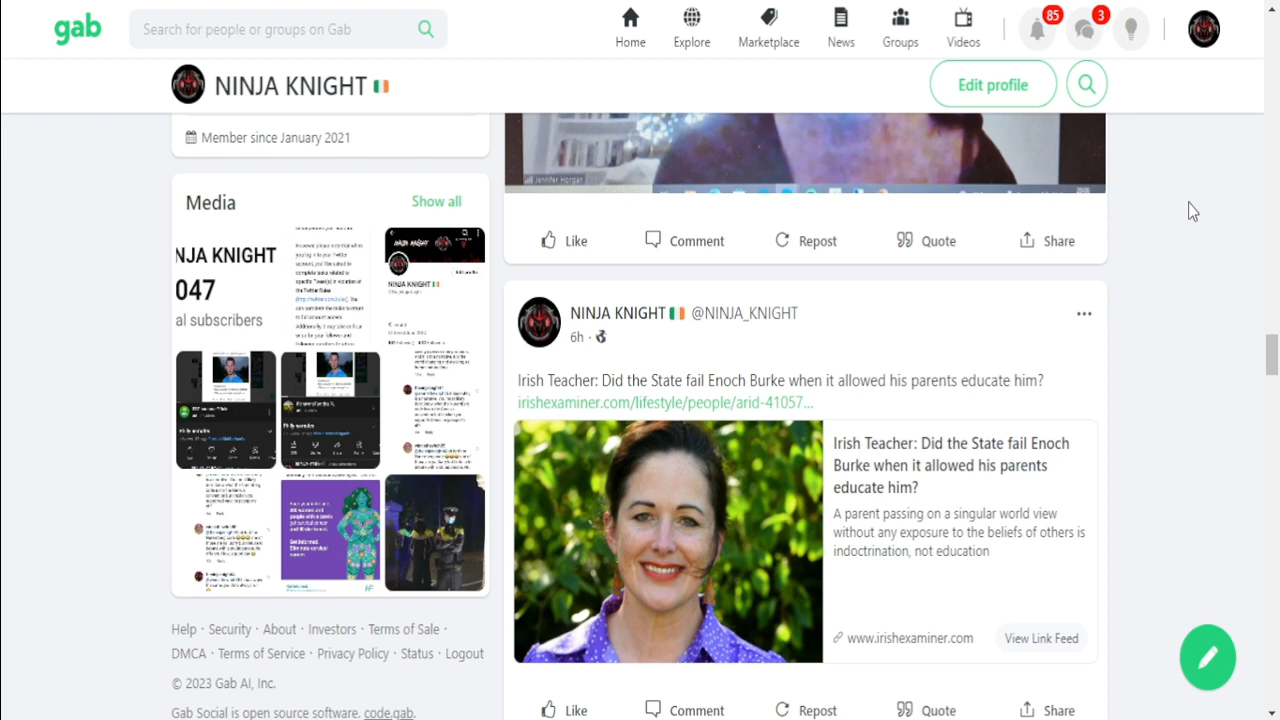 gab
Search for people or groups on Gab
Home
Explore
Marketplace
News
Groups
Videos
85
3
NINJA KNIGHT
Edit profile
Member since January 2021
Media
Show all
NJA KNIGHT
047
al subscribers
NINJA KNIGHT
Jennifer Horgan
Like
Comment
Repost
Quote
Share
NINJA KNIGHT @NINJA_KNIGHT
6h ·
Irish Teacher: Did the State fail Enoch Burke when it allowed his parents educate him?
irishexaminer.com/lifestyle/people/arid-41057...
Irish Teacher: Did the State fail Enoch
Burke when it allowed his parents
educate him?
A parent passing on a singular world view
without any exposure to the beliefs of others is
indoctrination, not education
www.irishexaminer.com
View Link Feed
Like
Comment
Repost
Quote
Share
Help · Security · About · Investors · Terms of Sale ·
DMCA · Terms of Service · Privacy Policy · Status · Logout
© 2023 Gab AI, Inc.
Gab Social is open source software. code.gab.